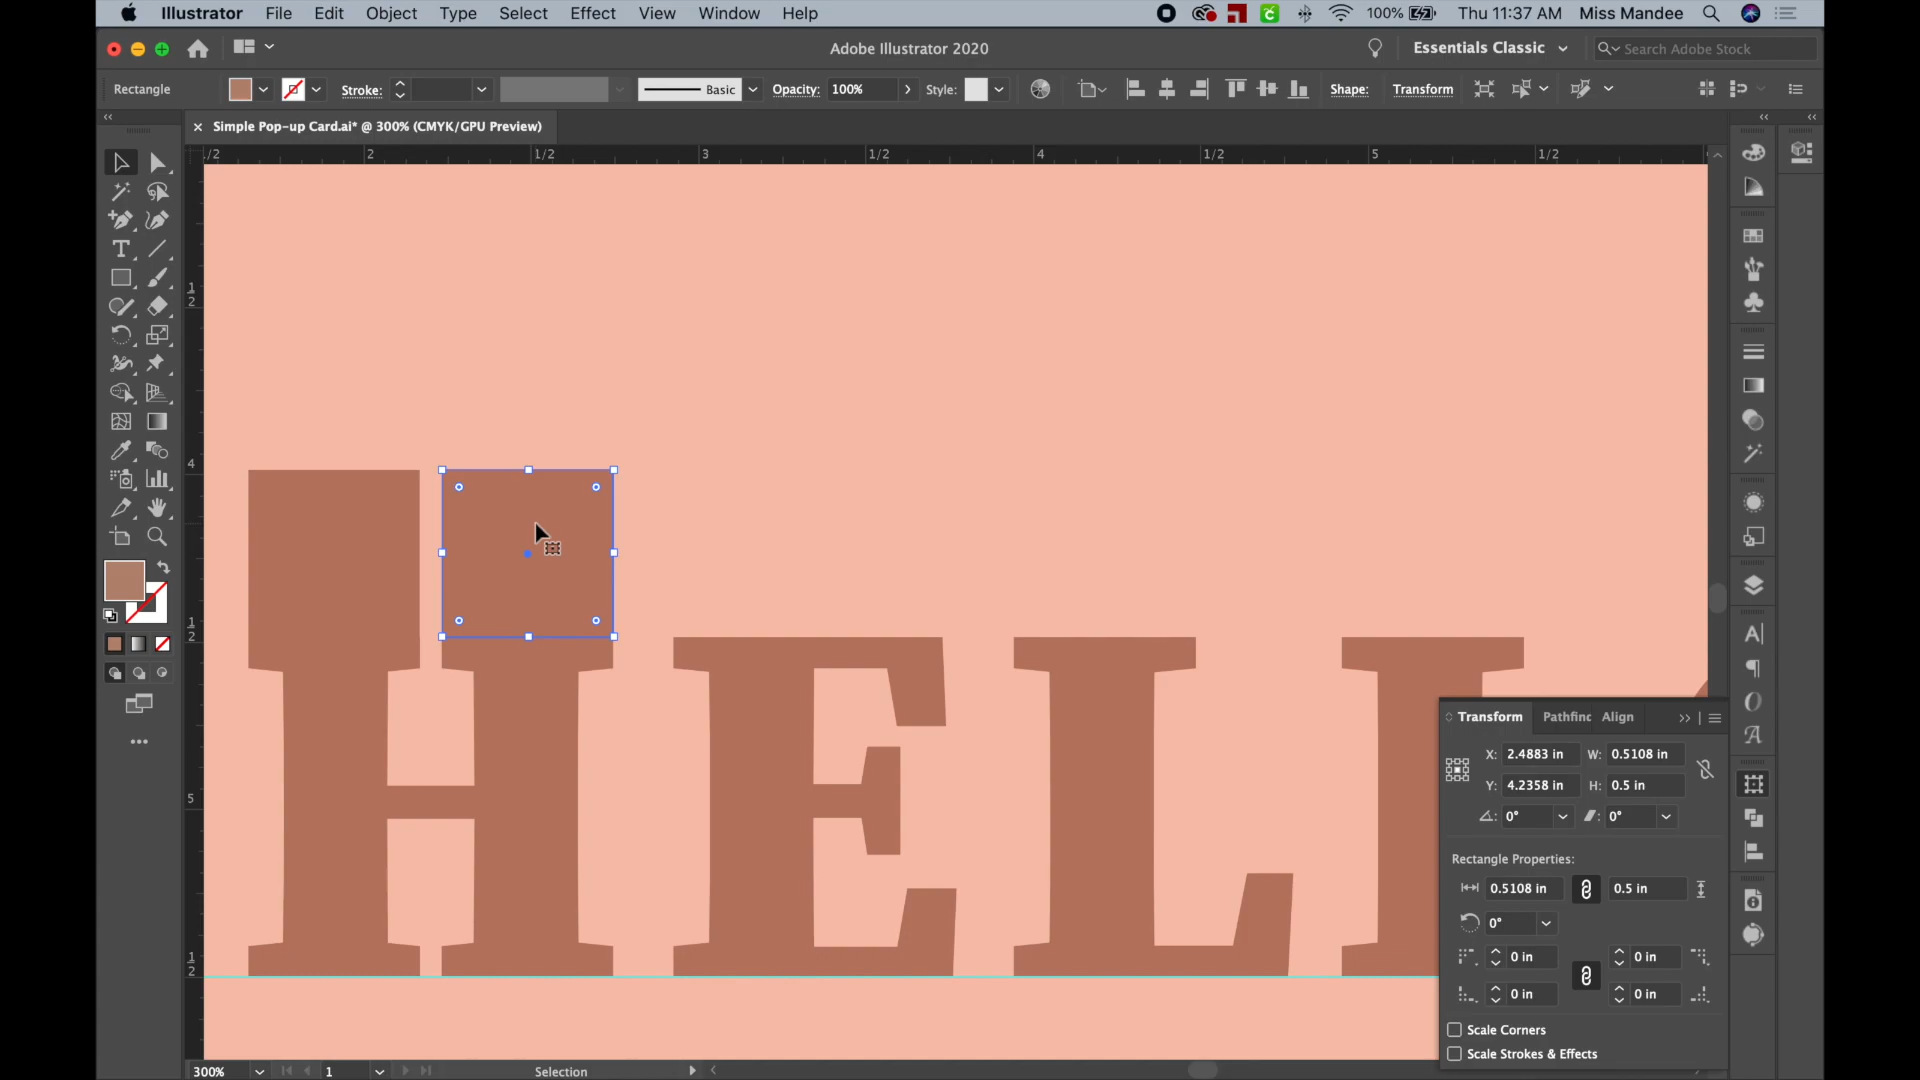 Illustrator File Edit Object Type Select Effect View Window Help 100% Thu 11:37 AM Miss Mandee
Adobe Illustrator 2020 Essentials Classic Search Adobe Stock
Rectangle Stroke: Basic Opacity: 100% Style: Shape: Transform
Simple Pop-up Card.ai* @ 300% (CMYK/GPU Preview)
/2 2 1/2 3 1/2 4 1/2 5 1/2
1
2
4
1
2
5
1
2
HELL
Transform Pathfinc Align
X: 2.4883 in W: 0.5108 in
Y: 4.2358 in H: 0.5 in
0° 0°
Rectangle Properties:
0.5108 in 0.5 in
0°
0 in 0 in
0 in 0 in
Scale Corners
Scale Strokes & Effects
300% 1 Selection